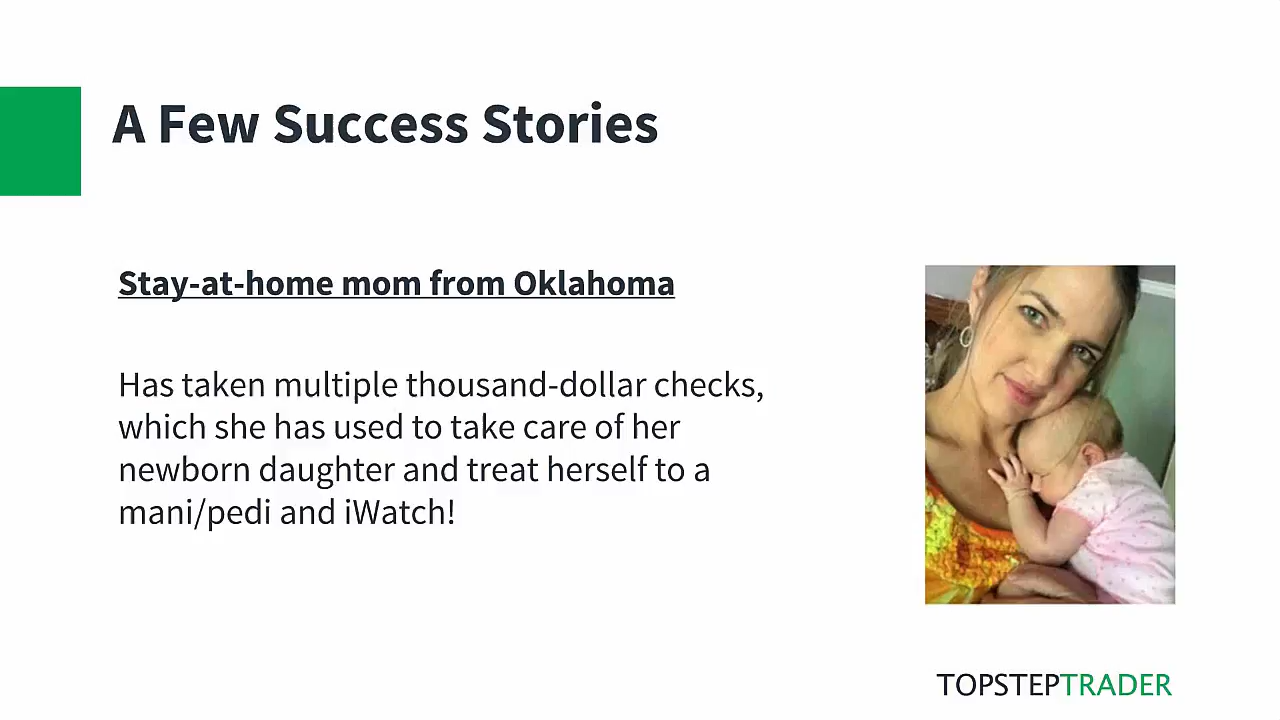 A Few Success Stories
Stay-at-home mom from Oklahoma
Has taken multiple thousand-dollar checks,
which she has used to take care of her
newborn daughter and treat herself to a
mani/pedi and iWatch!
TOPSTEPTRADER